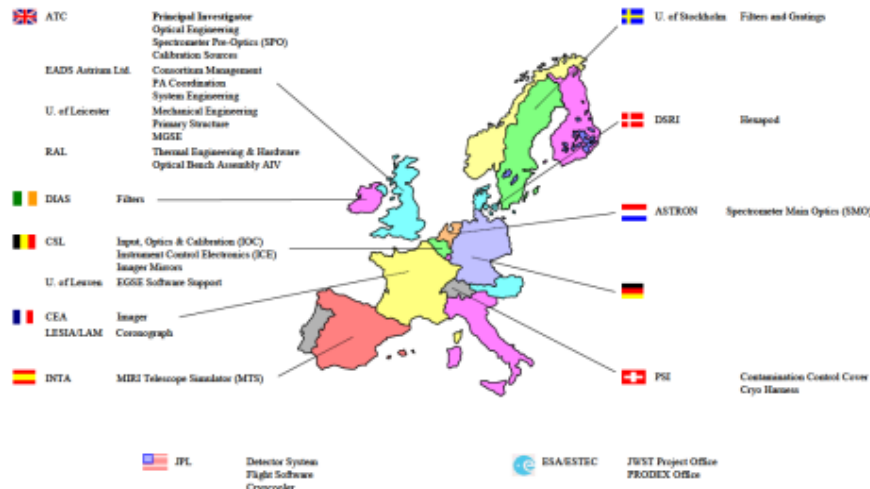 ATC Principal Investigator
Optical Engineering
Spectrometer Pre-Optics (SPO)
Calibration Sources
EADS Astrium Ltd. Consortium Management
PA Coordination
System Engineering
U. of Leicester Mechanical Engineering
Primary Structure
MGSE
RAL Thermal Engineering & Hardware
Optical Bench Assembly AIV
DIAS Filters
CSL Input, Optics & Calibration (IOC)
Instrument Control Electronics (ICE)
Imager Mirrors
U. of Leuven EGSE Software Support
CEA Imager
LESIA/LAM Coronograph
INTA MIRI Telescope Simulator (MTS)
U. of Stockholm Filters and Gratings
DSRI Hexapod
ASTRON Spectrometer Main Optics (SMO)
PSI Contamination Control Cover
Cryo Harness
JPL Detector System
Flight Software
Cryocooler
ESA/ESTEC JWST Project Office
PRODEX Office